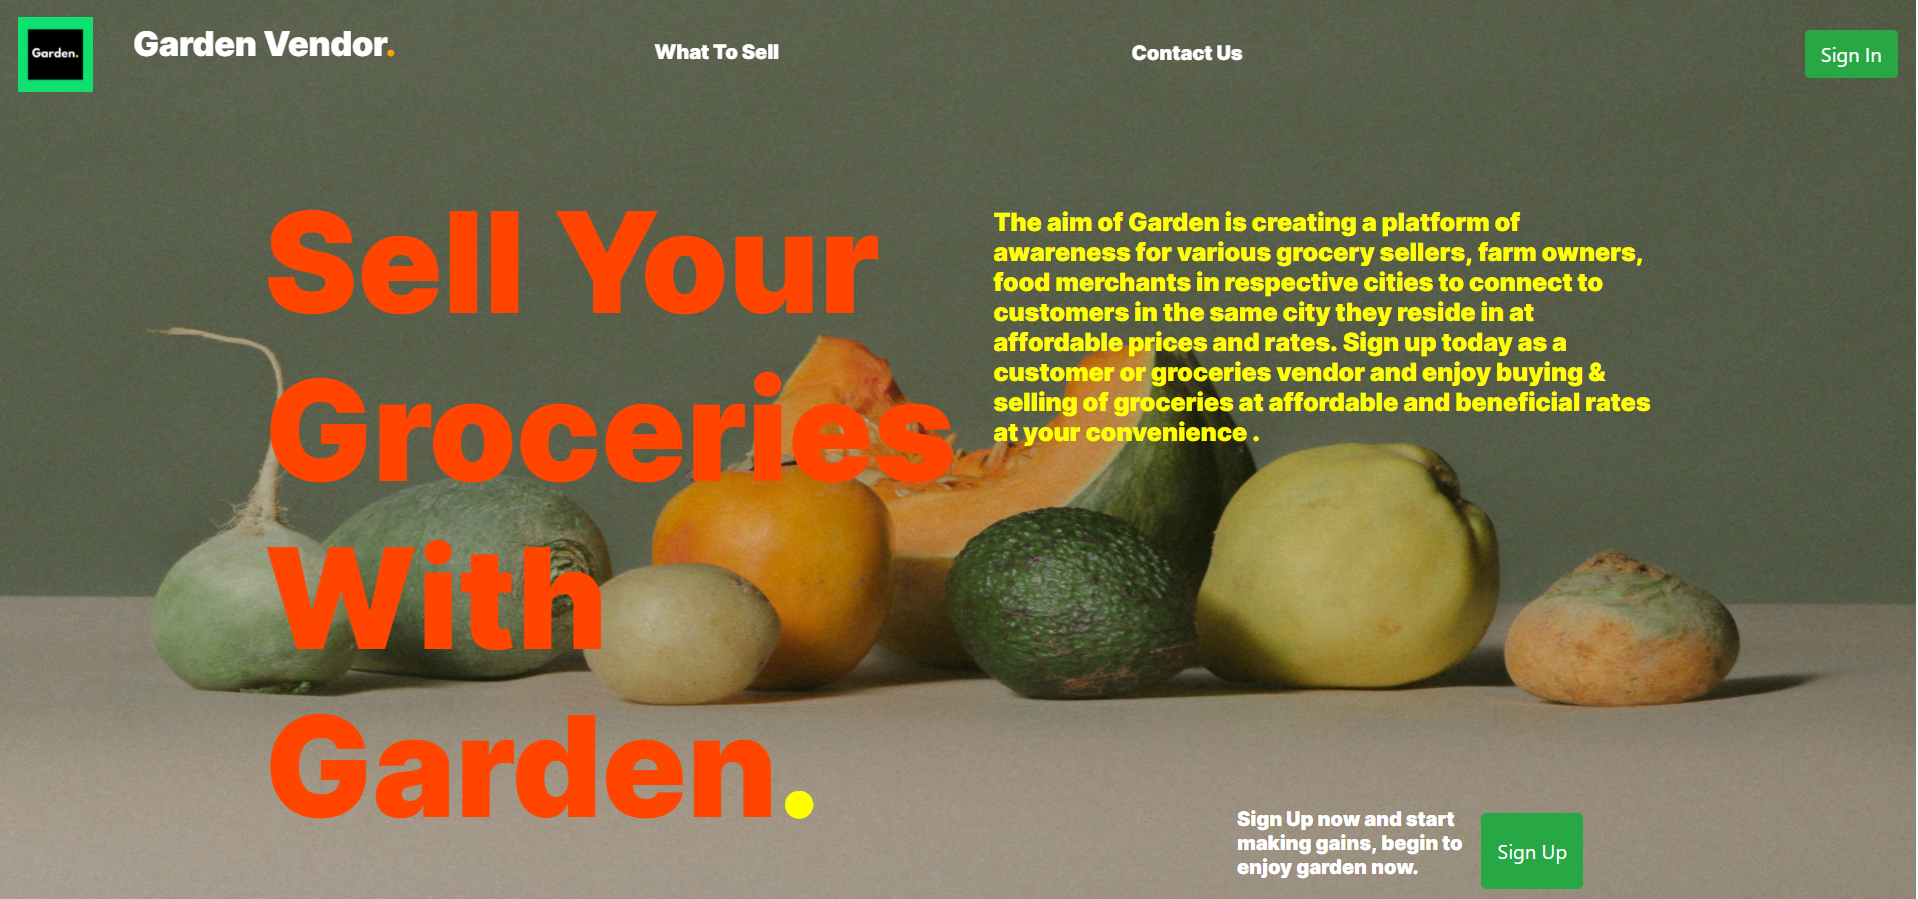 Garden.
Garden Vendor.
What To Sell
Contact Us
Sign In
Sell Your
Groceries
With
Garden.
The aim of Garden is creating a platform of
awareness for various grocery sellers, farm owners,
food merchants in respective cities to connect to
customers in the same city they reside in at
affordable prices and rates. Sign up today as a
customer or groceries vendor and enjoy buying &
selling of groceries at affordable and beneficial rates
at your convenience .
Sign Up now and start
making gains, begin to
enjoy garden now.
Sign Up